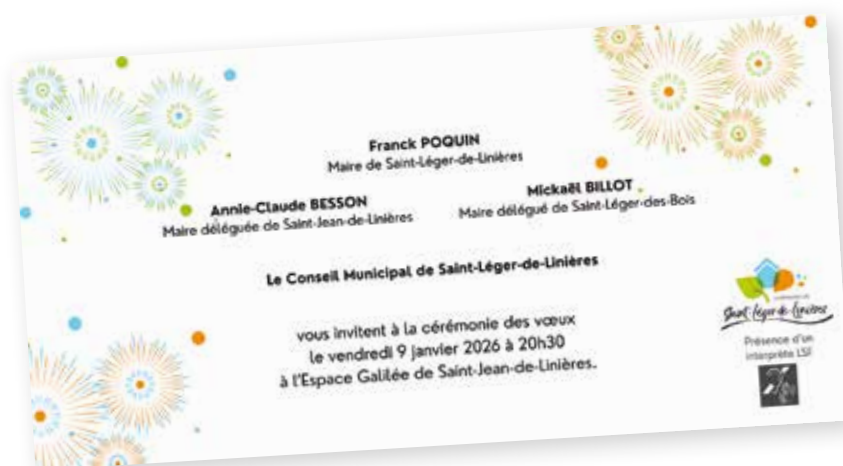 Franck POQUIN
Maire de Saint-Léger-de-Linières
Annie-Claude BESSON
Maire déléguée de Saint-Jean-de-Linières
Mickaël BILLOT
Maire délégué de Saint-Léger-des-Bois
Le Conseil Municipal de Saint-Léger-de-Linières
vous invitent à la cérémonie des vœux
le vendredi 9 janvier 2026 à 20h30
à l'Espace Galilée de Saint-Jean-de-Linières.
Saint-Léger-de-Linières
Présence d'un
interprète LSF